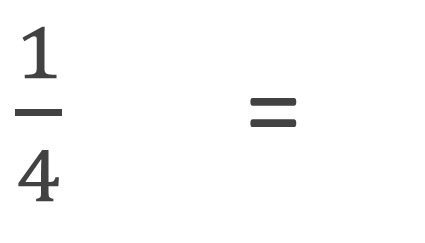 1/4 =